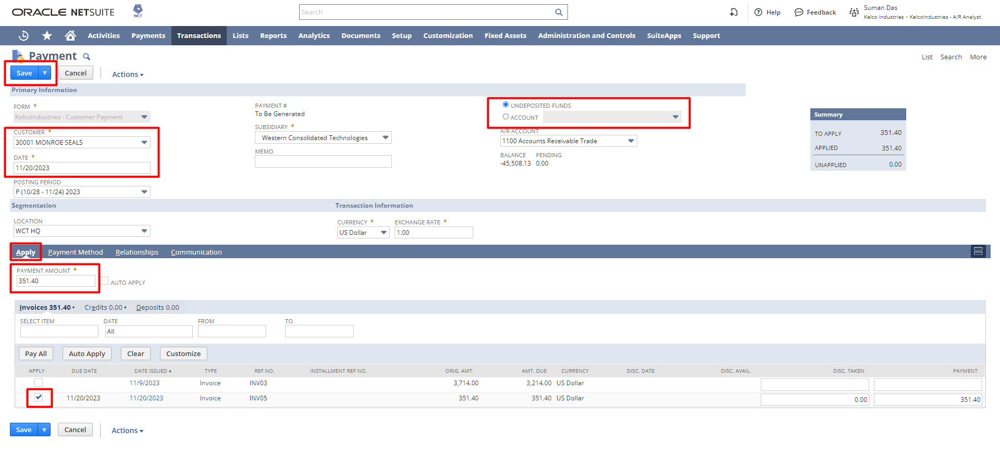 ORACLE NETSUITE
WCT
Search
Help
Feedback
Suman Das
Kelco Industries - KelcoIndustries - A/R Analyst
Activities Payments Transactions Lists Reports Analytics Documents Setup Customization Fixed Assets Administration and Controls SuiteApps Support
Payment
List Search More
Save Cancel Actions
Primary Information
FORM *
KelcoIndustries - Customer Payment
CUSTOMER *
30001 MONROE SEALS
DATE *
11/20/2023
POSTING PERIOD
P (10/28 - 11/24) 2023
PAYMENT #
To Be Generated
SUBSIDIARY *
Western Consolidated Technologies
MEMO
UNDEPOSITED FUNDS
ACCOUNT
A/R ACCOUNT
1100 Accounts Receivable Trade
BALANCE PENDING
-45,508.13 0.00
Summary
TO APPLY 351.40
APPLIED 351.40
UNAPPLIED 0.00
Segmentation Transaction Information
LOCATION
WCT HQ
CURRENCY * EXCHANGE RATE *
US Dollar 1.00
Apply Payment Method Relationships Communication
PAYMENT AMOUNT *
351.40
AUTO APPLY
Invoices 351.40 • Credits 0.00 • Deposits 0.00
SELECT ITEM DATE FROM TO
All
Pay All Auto Apply Clear Customize
APPLY DUE DATE DATE ISSUED TYPE REF NO. INSTALLMENT REF NO. ORIG. AMT. AMT. DUE CURRENCY DISC. DATE DISC. AVAIL. DISC. TAKEN PAYMENT
11/9/2023 Invoice INV03 3,714.00 3,214.00 US Dollar
11/20/2023 11/20/2023 Invoice INV05 351.40 351.40 US Dollar 0.00 351.40
Save Cancel Actions